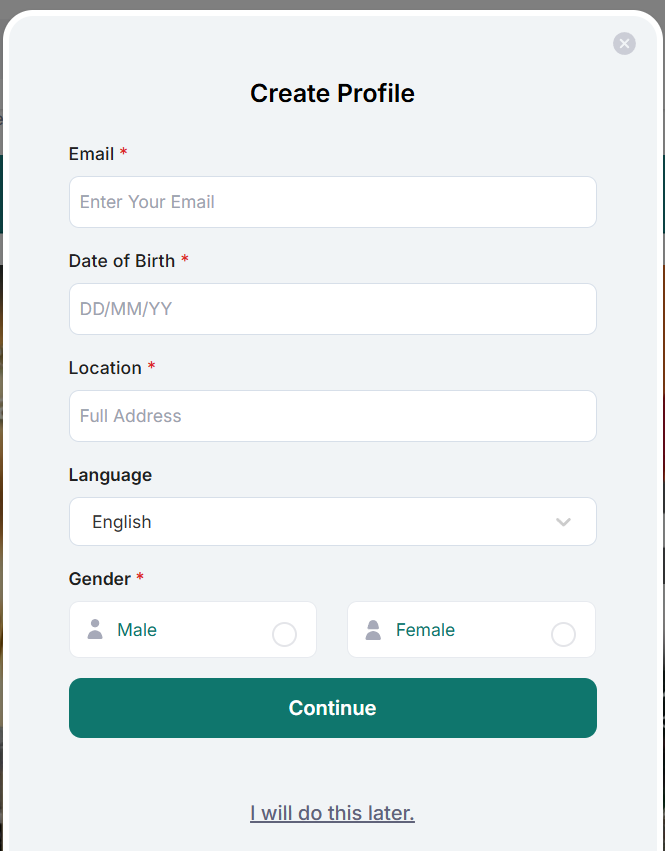 Create Profile
Email *
Enter Your Email
Date of Birth *
DD/MM/YY
Location *
Full Address
Language
English
Gender *
Male Female
Continue
I will do this later.